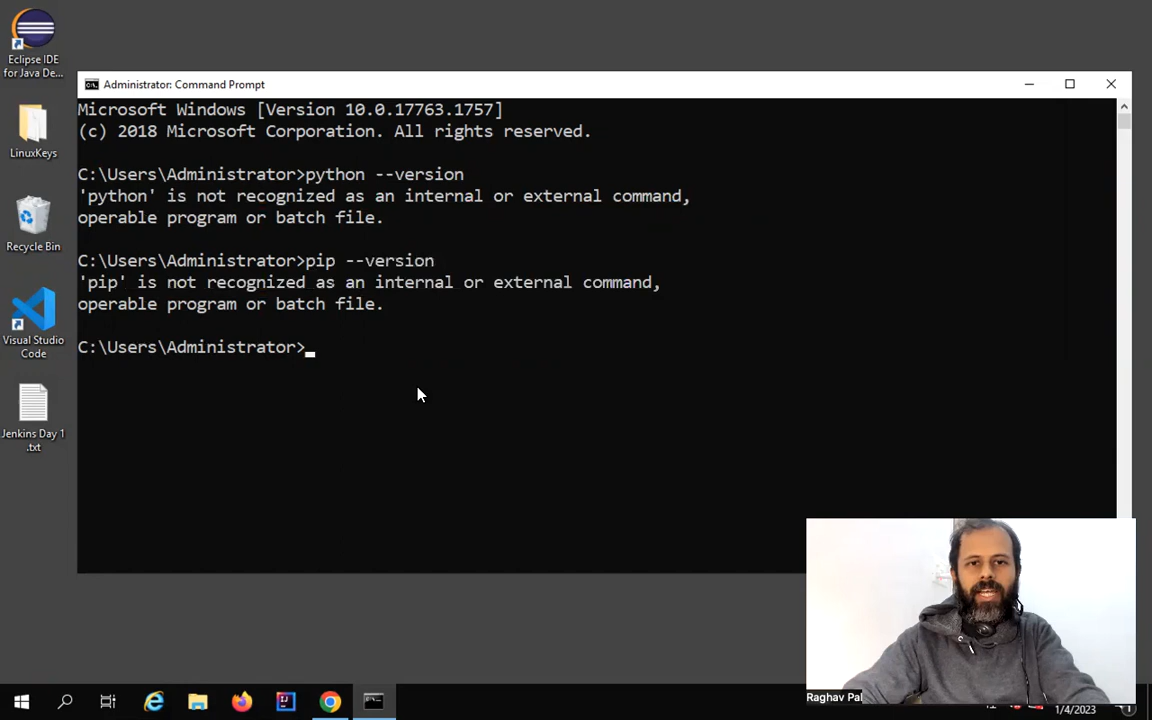 Eclipse IDE
for Java De...
LinuxKeys
Recycle Bin
Visual Studio
Code
Jenkins Day 1
.txt
Administrator: Command Prompt
Microsoft Windows [Version 10.0.17763.1757]
(c) 2018 Microsoft Corporation. All rights reserved.
C:\Users\Administrator>python --version
'python' is not recognized as an internal or external command,
operable program or batch file.
C:\Users\Administrator>pip --version
'pip' is not recognized as an internal or external command,
operable program or batch file.
C:\Users\Administrator>
Raghav Pal
1/4/2023
1